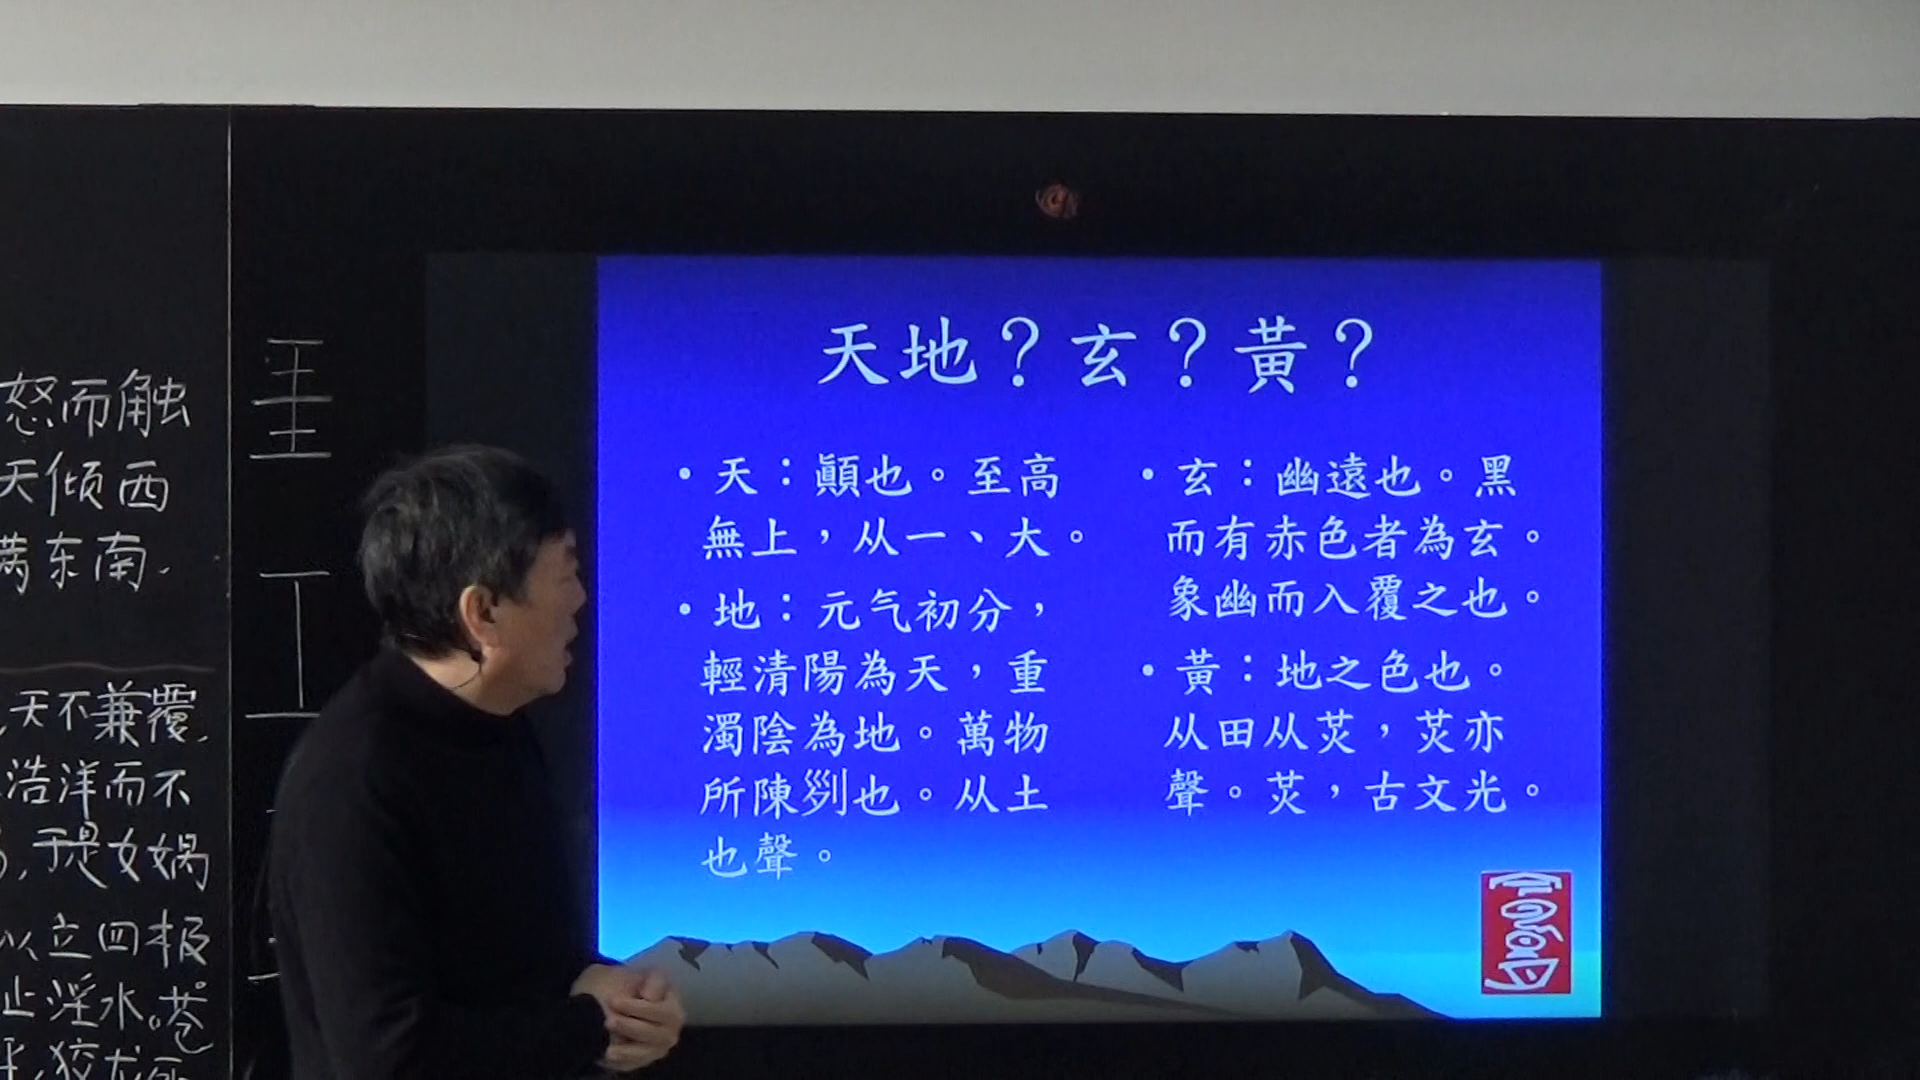 怒而触
天倾西
满东南.
天不兼覆,
浩洋而不
,于是女娲
以立四极
止淫水。苍
天地？玄？黃？
•天：顚也。至高
無上，从一、大。
•地：元气初分，
輕清陽為天，重
濁陰為地。萬物
所陳𠛱也。从土
也聲。
•玄：幽遠也。黑
而有赤色者為玄。
象幽而入覆之也。
•黃：地之色也。
从田从炗，炗亦
聲。炗，古文光。